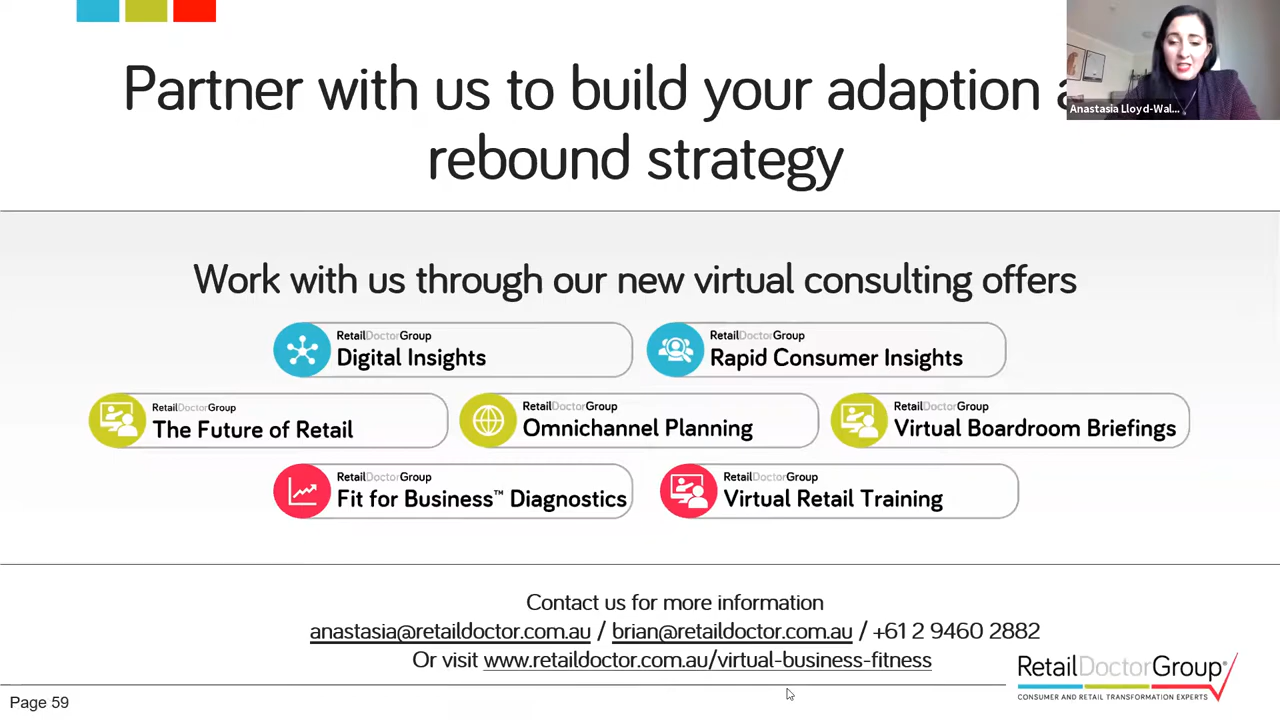 Partner with us to build your adaption
rebound strategy
Anastasia Lloyd-Wal...
Work with us through our new virtual consulting offers
RetailDoctorGroup
Digital Insights
RetailDoctorGroup
Rapid Consumer Insights
RetailDoctorGroup
The Future of Retail
RetailDoctorGroup
Omnichannel Planning
RetailDoctorGroup
Virtual Boardroom Briefings
RetailDoctorGroup
Fit for Business™ Diagnostics
RetailDoctorGroup
Virtual Retail Training
Contact us for more information
anastasia@retaildoctor.com.au / brian@retaildoctor.com.au / +61 2 9460 2882
Or visit www.retaildoctor.com.au/virtual-business-fitness
RetailDoctorGroup®
CONSUMER AND RETAIL TRANSFORMATION EXPERTS
Page 59